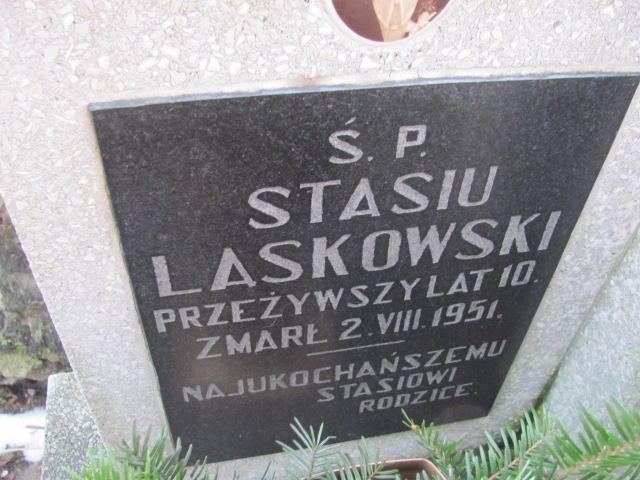 Ś. P.
STASIU
LASKOWSKI
PRZEŻYWSZY LAT 10.
ZMARŁ 2. VIII. 1951.
NAJUKOCHAŃSZEMU
STASIOWI
RODZICE.